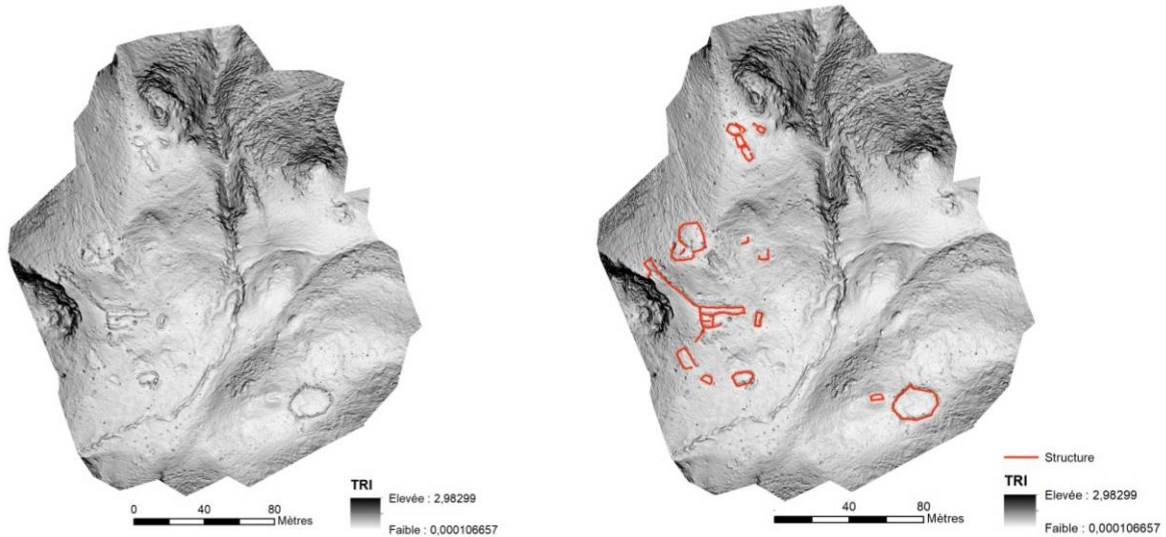 TRI
Elevée : 2,98299
Faible : 0,000106657
0 40 80
Mètres
Structure
TRI
Elevée : 2,98299
Faible : 0,000106657
0 40 80
Mètres